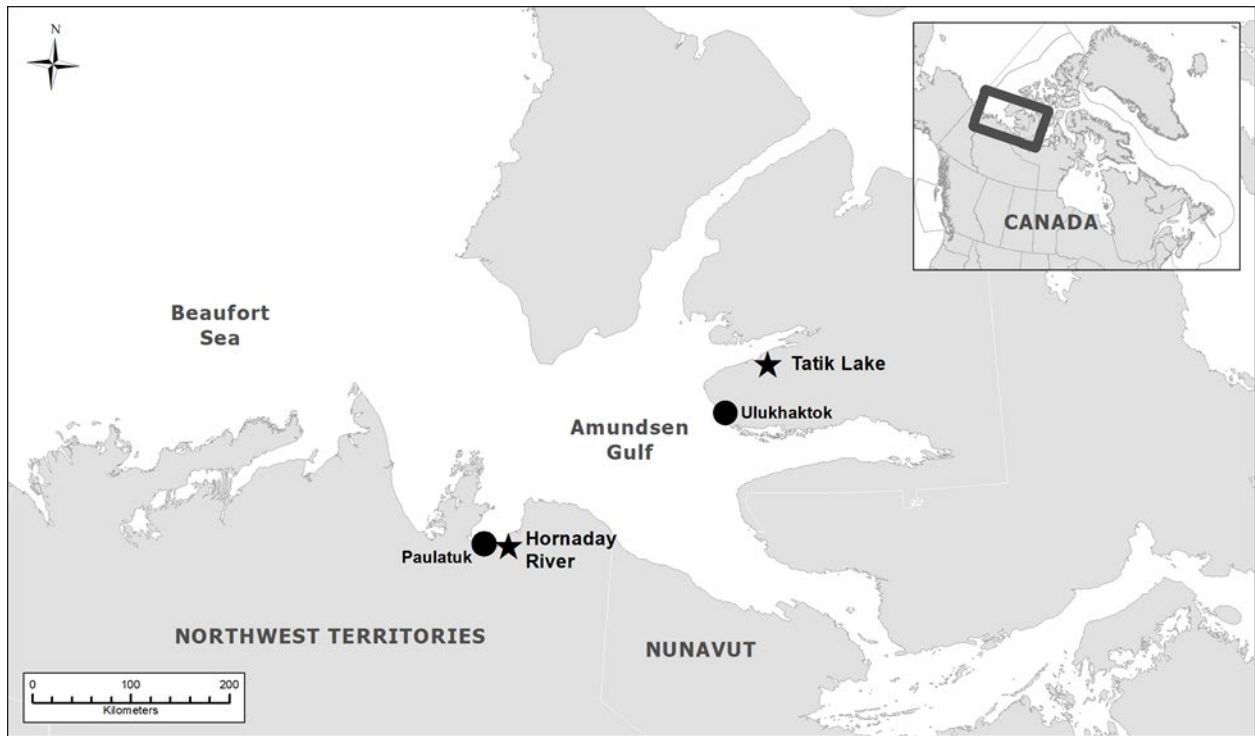 N
CANADA
Beaufort
Sea
Tatik Lake
Ulukhaktok
Amundsen
Gulf
Hornaday
River
Paulatuk
NORTHWEST TERRITORIES
NUNAVUT
0 100 200
Kilometers